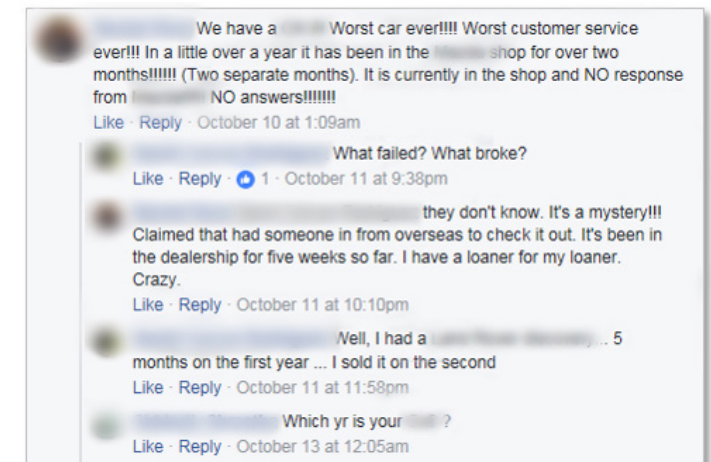 We have a Worst car ever!!!! Worst customer service
ever!!! In a little over a year it has been in the shop for over two
months!!!!!! (Two separate months). It is currently in the shop and NO response
from NO answers!!!!!!!
Like · Reply · October 10 at 1:09am
What failed? What broke?
Like · Reply · 1 · October 11 at 9:38pm
they don't know. It's a mystery!!!
Claimed that had someone in from overseas to check it out. It's been in
the dealership for five weeks so far. I have a loaner for my loaner.
Crazy.
Like · Reply · October 11 at 10:10pm
Well, I had a ... 5
months on the first year ... I sold it on the second
Like · Reply · October 11 at 11:58pm
Which yr is your ?
Like · Reply · October 13 at 12:05am